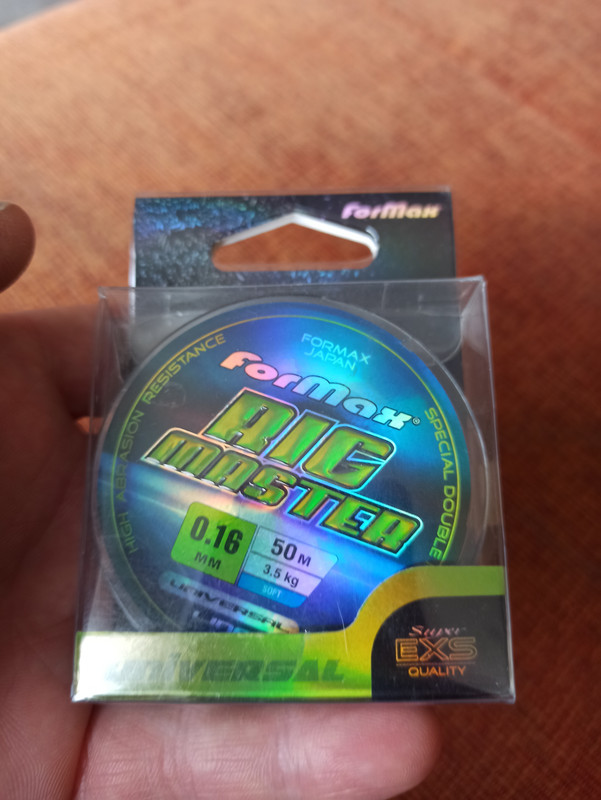 ForMax
FORMAX
JAPAN
HIGH ABRASION RESISTANCE
SPECIAL DOUBLE
ForMax®
RIG
MASTER
0.16
MM
50 M
3,5 kg
SOFT
UNIVERSAL
UNIVERSAL
Super
EXS
QUALITY